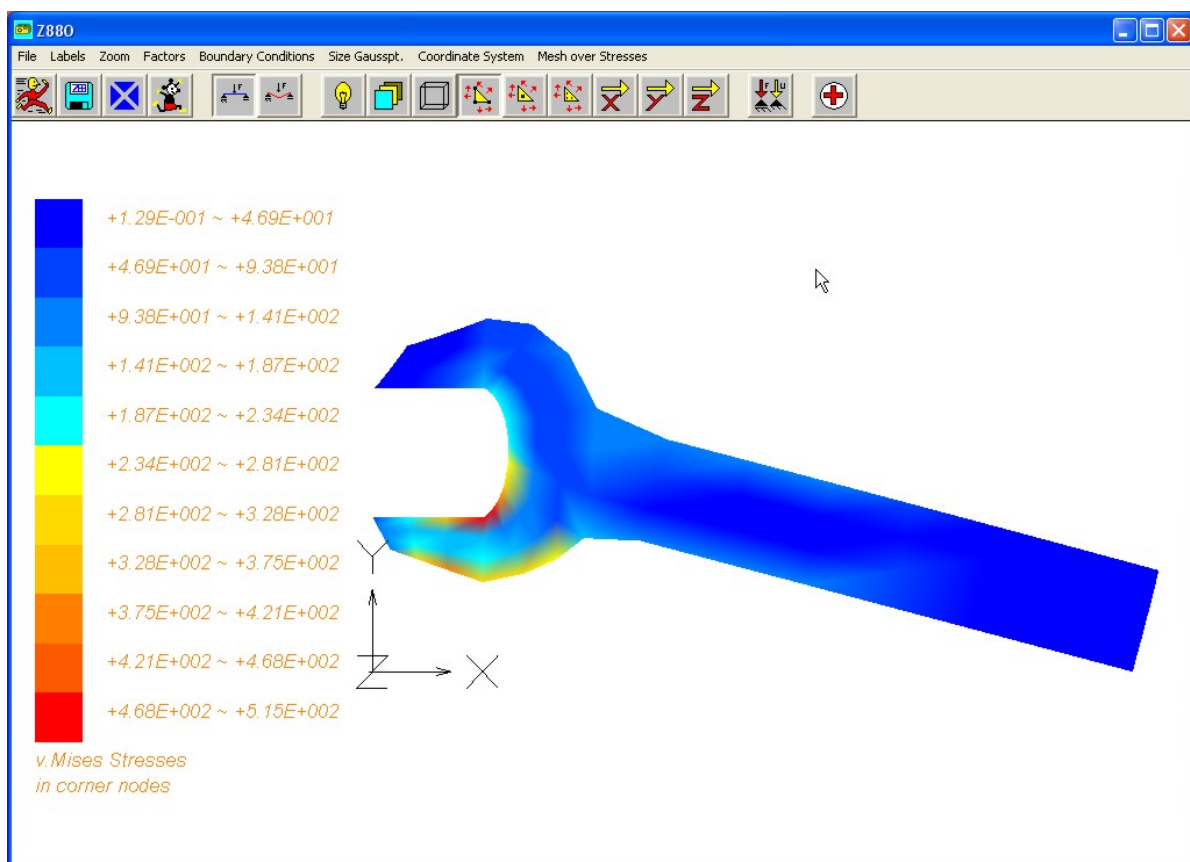 Z88O
File Labels Zoom Factors Boundary Conditions Size Gausspt. Coordinate System Mesh over Stresses
+1.29E-001 ~ +4.69E+001
+4.69E+001 ~ +9.38E+001
+9.38E+001 ~ +1.41E+002
+1.41E+002 ~ +1.87E+002
+1.87E+002 ~ +2.34E+002
+2.34E+002 ~ +2.81E+002
+2.81E+002 ~ +3.28E+002
+3.28E+002 ~ +3.75E+002
+3.75E+002 ~ +4.21E+002
+4.21E+002 ~ +4.68E+002
+4.68E+002 ~ +5.15E+002
v.Mises Stresses
in corner nodes
Y
Z X